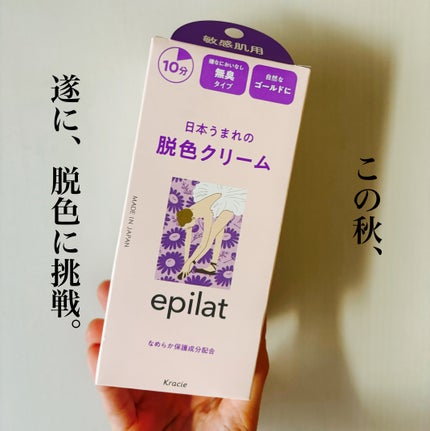 この秋、
遂に、脱色に挑戦。
敏感肌用
10分
嫌なにおいなし
無臭
タイプ
自然な
ゴールドに
日本うまれの
脱色クリーム
MADE IN JAPAN
epilat
なめらか保護成分配合
Kracie